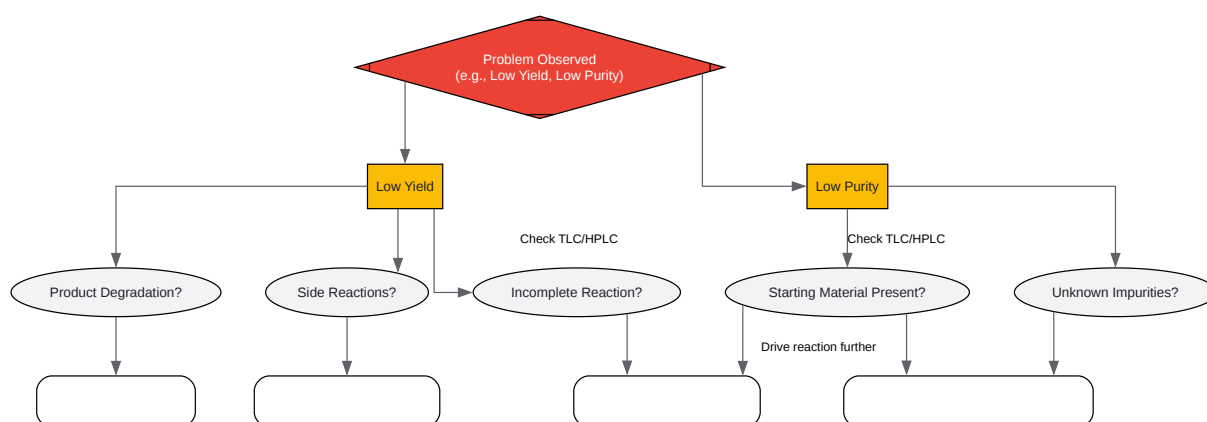 Problem Observed
(e.g., Low Yield, Low Purity)
Low Yield
Low Purity
Check TLC/HPLC
Check TLC/HPLC
Product Degradation?
Side Reactions?
Incomplete Reaction?
Starting Material Present?
Unknown Impurities?
Drive reaction further